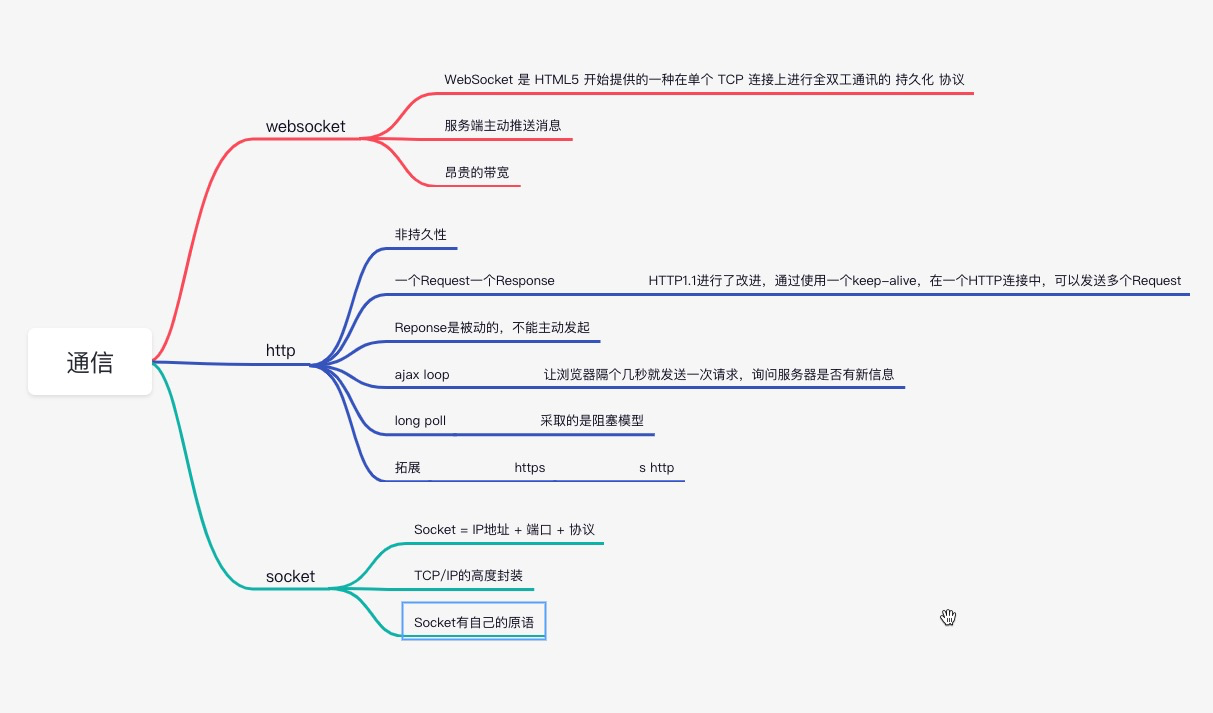 WebSocket 是 HTML5 开始提供的一种在单个 TCP 连接上进行全双工通讯的 持久化 协议
websocket
服务端主动推送消息
昂贵的带宽
非持久性
一个Request一个Response HTTP1.1进行了改进，通过使用一个keep-alive，在一个HTTP连接中，可以发送多个Request
Reponse是被动的，不能主动发起
http
通信
ajax loop 让浏览器隔个几秒就发送一次请求，询问服务器是否有新信息
long poll 采取的是阻塞模型
拓展 https s http
Socket = IP地址 + 端口 + 协议
socket
TCP/IP的高度封装
Socket有自己的原语